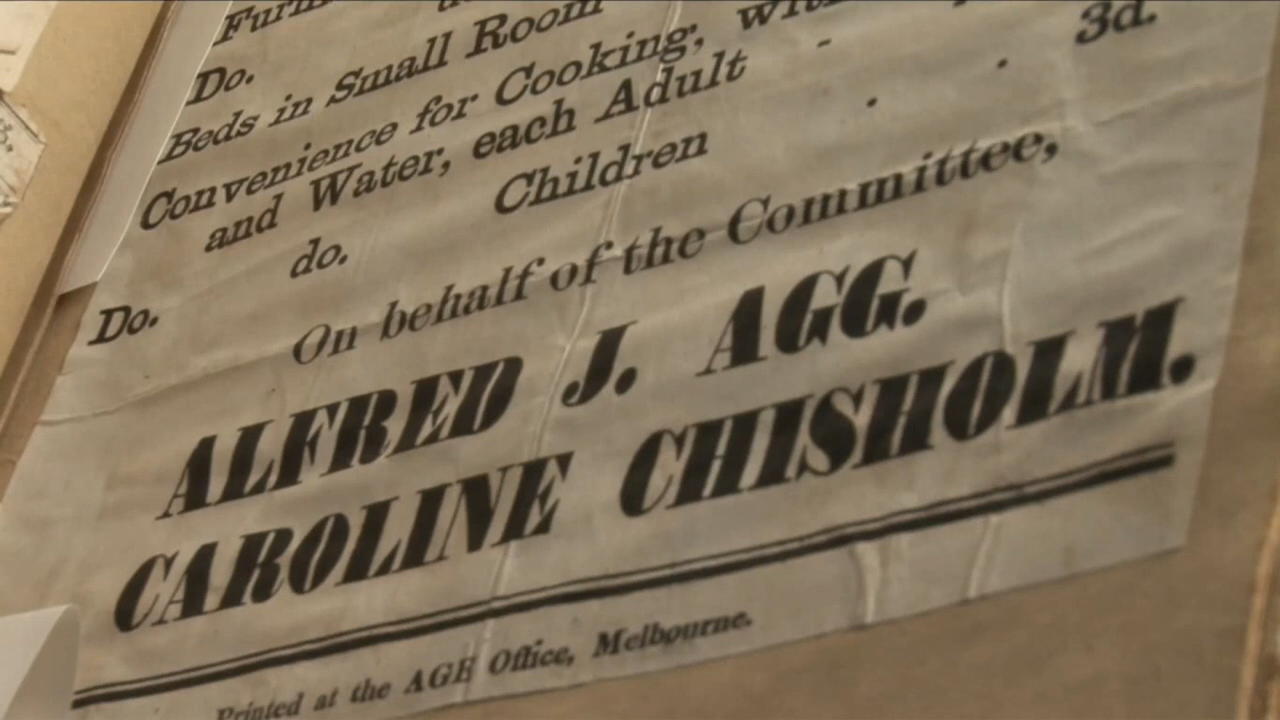 Do.
Beds in Small Room
Convenience for Cooking,
and Water, each Adult - . 3d.
do. Children .
Do.
On behalf of the Committee,
ALFRED J. AGG.
CAROLINE CHISHOLM.
Printed at the AGE Office, Melbourne.